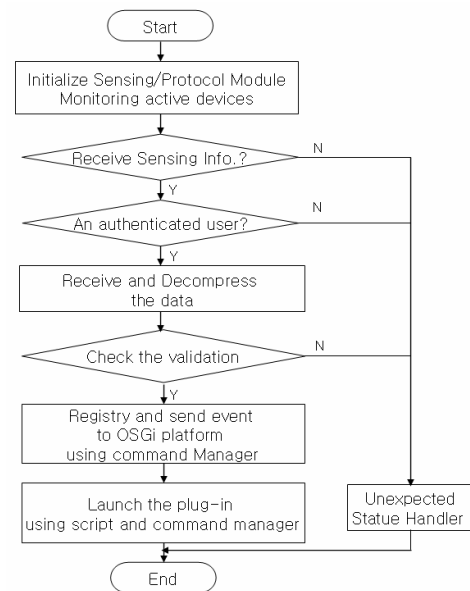 Start
Initialize Sensing/Protocol Module
Monitoring active devices
Receive Sensing Info.?
N
Y
An authenticated user?
N
Y
Receive and Decompress
the data
Check the validation
N
Y
Registry and send event
to OSGi platform
using command Manager
Launch the plug-in
using script and command manager
Unexpected
Statue Handler
End